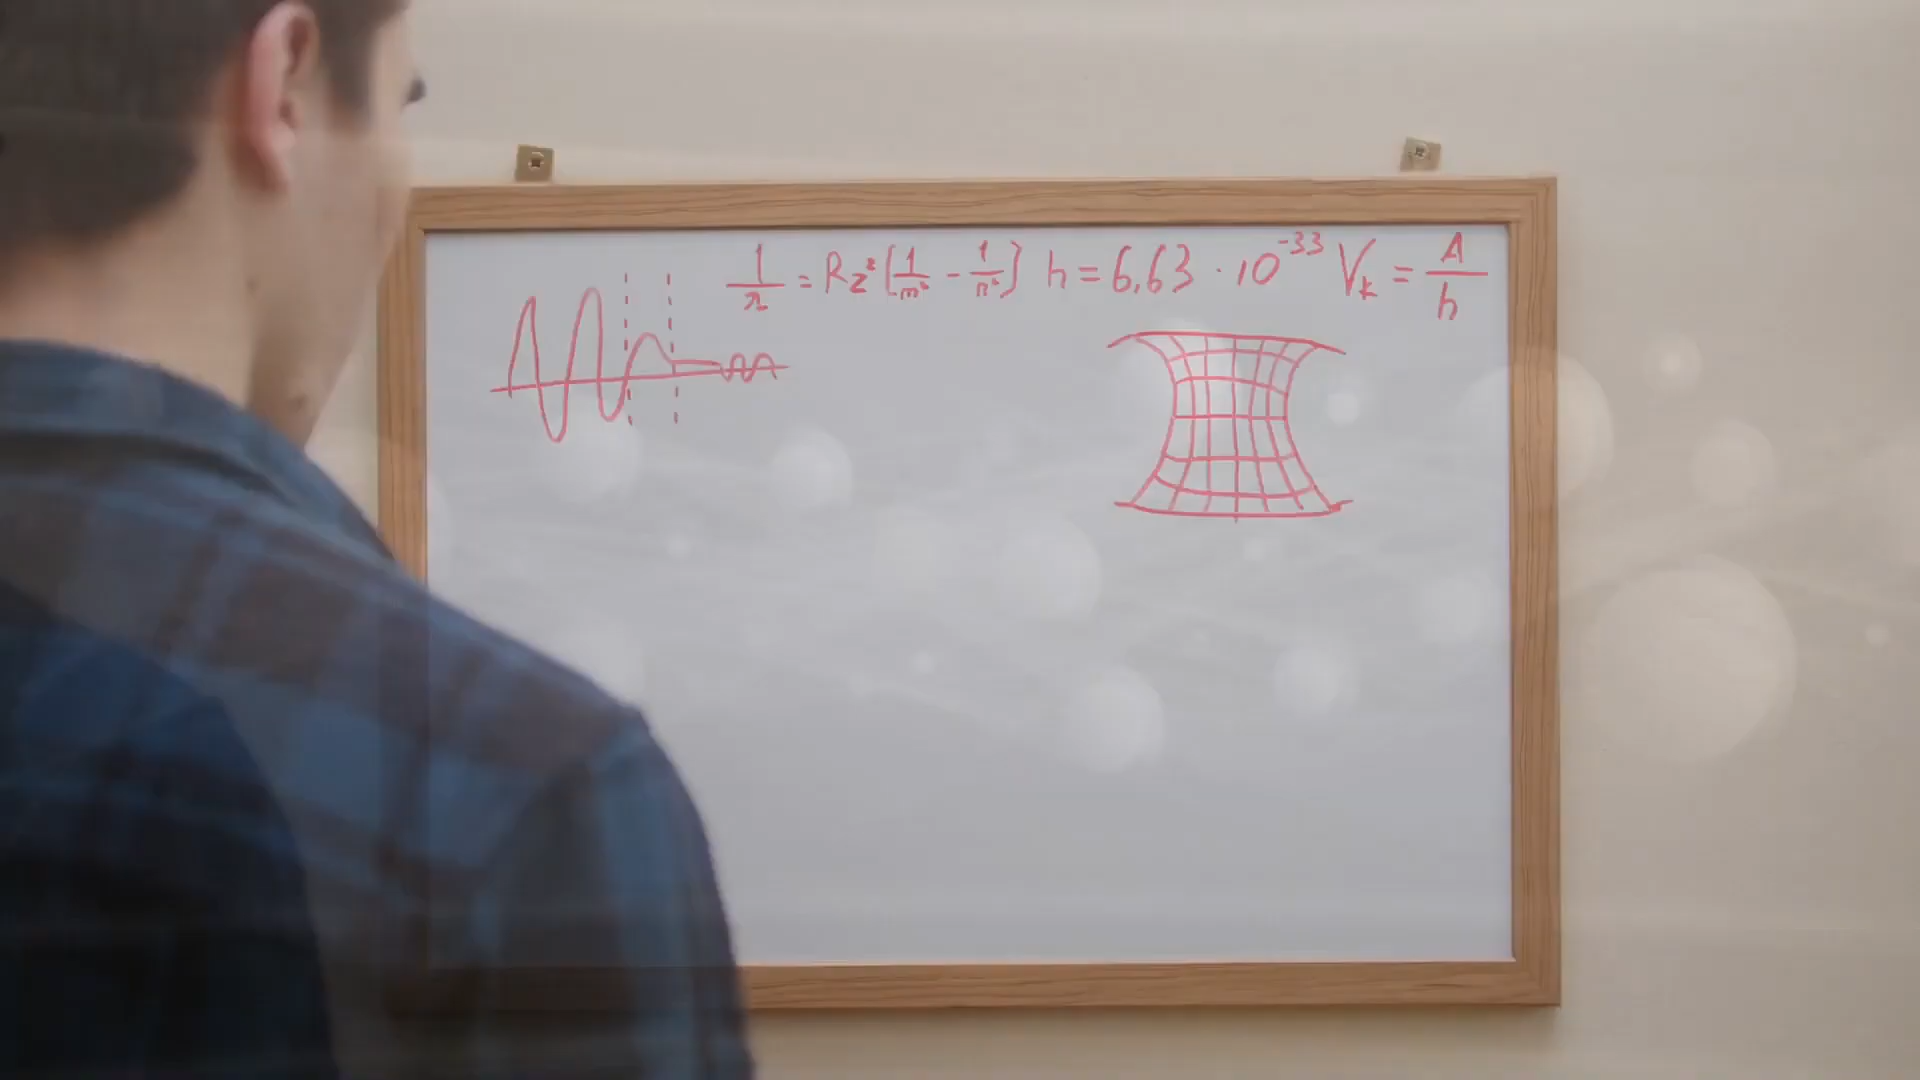 1/λ = Rz² [1/m² - 1/n²] h = 6,63 · 10⁻³³ Vₖ = A/h